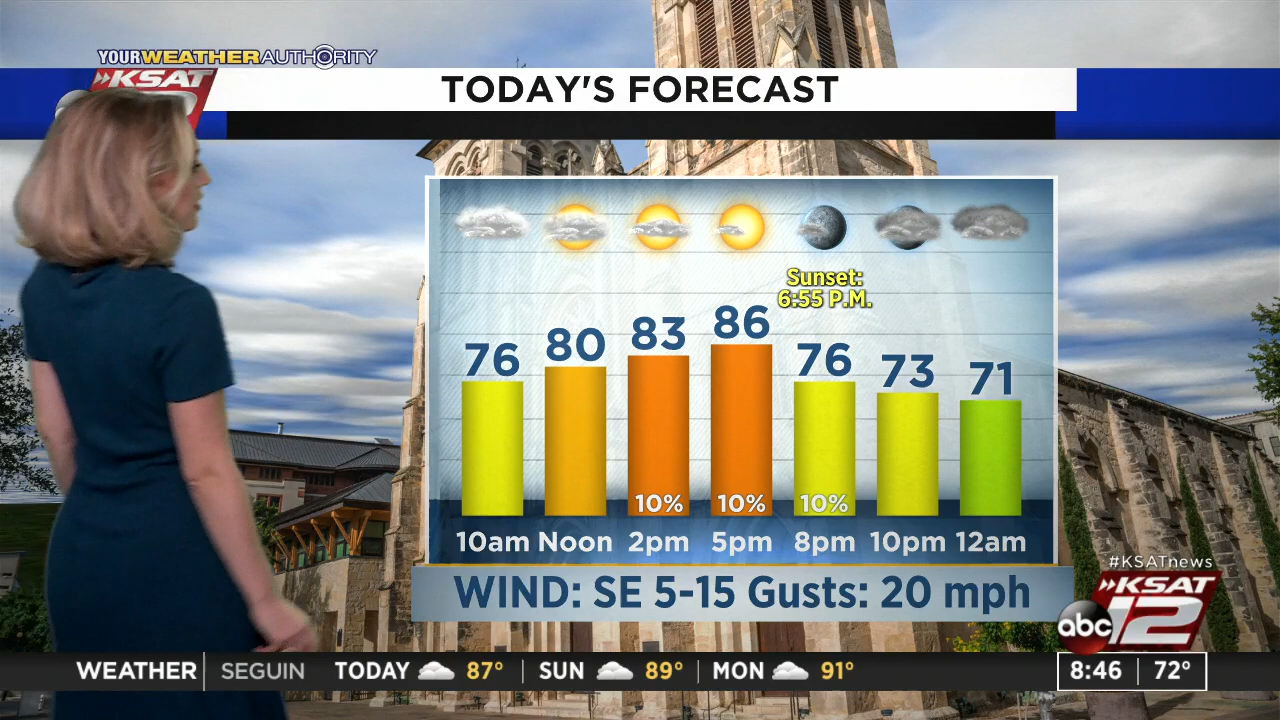 YOURWEATHERAUTHORITY
KSAT
TODAY'S FORECAST
Sunset:
6:55 P.M.
76 80 83 86 76 73 71
10% 10% 10%
10am Noon 2pm 5pm 8pm 10pm 12am
WIND: SE 5-15 Gusts: 20 mph
#KSATnews
KSAT
abc 12
WEATHER SEGUIN TODAY 87° SUN 89° MON 91° 8:46 72°